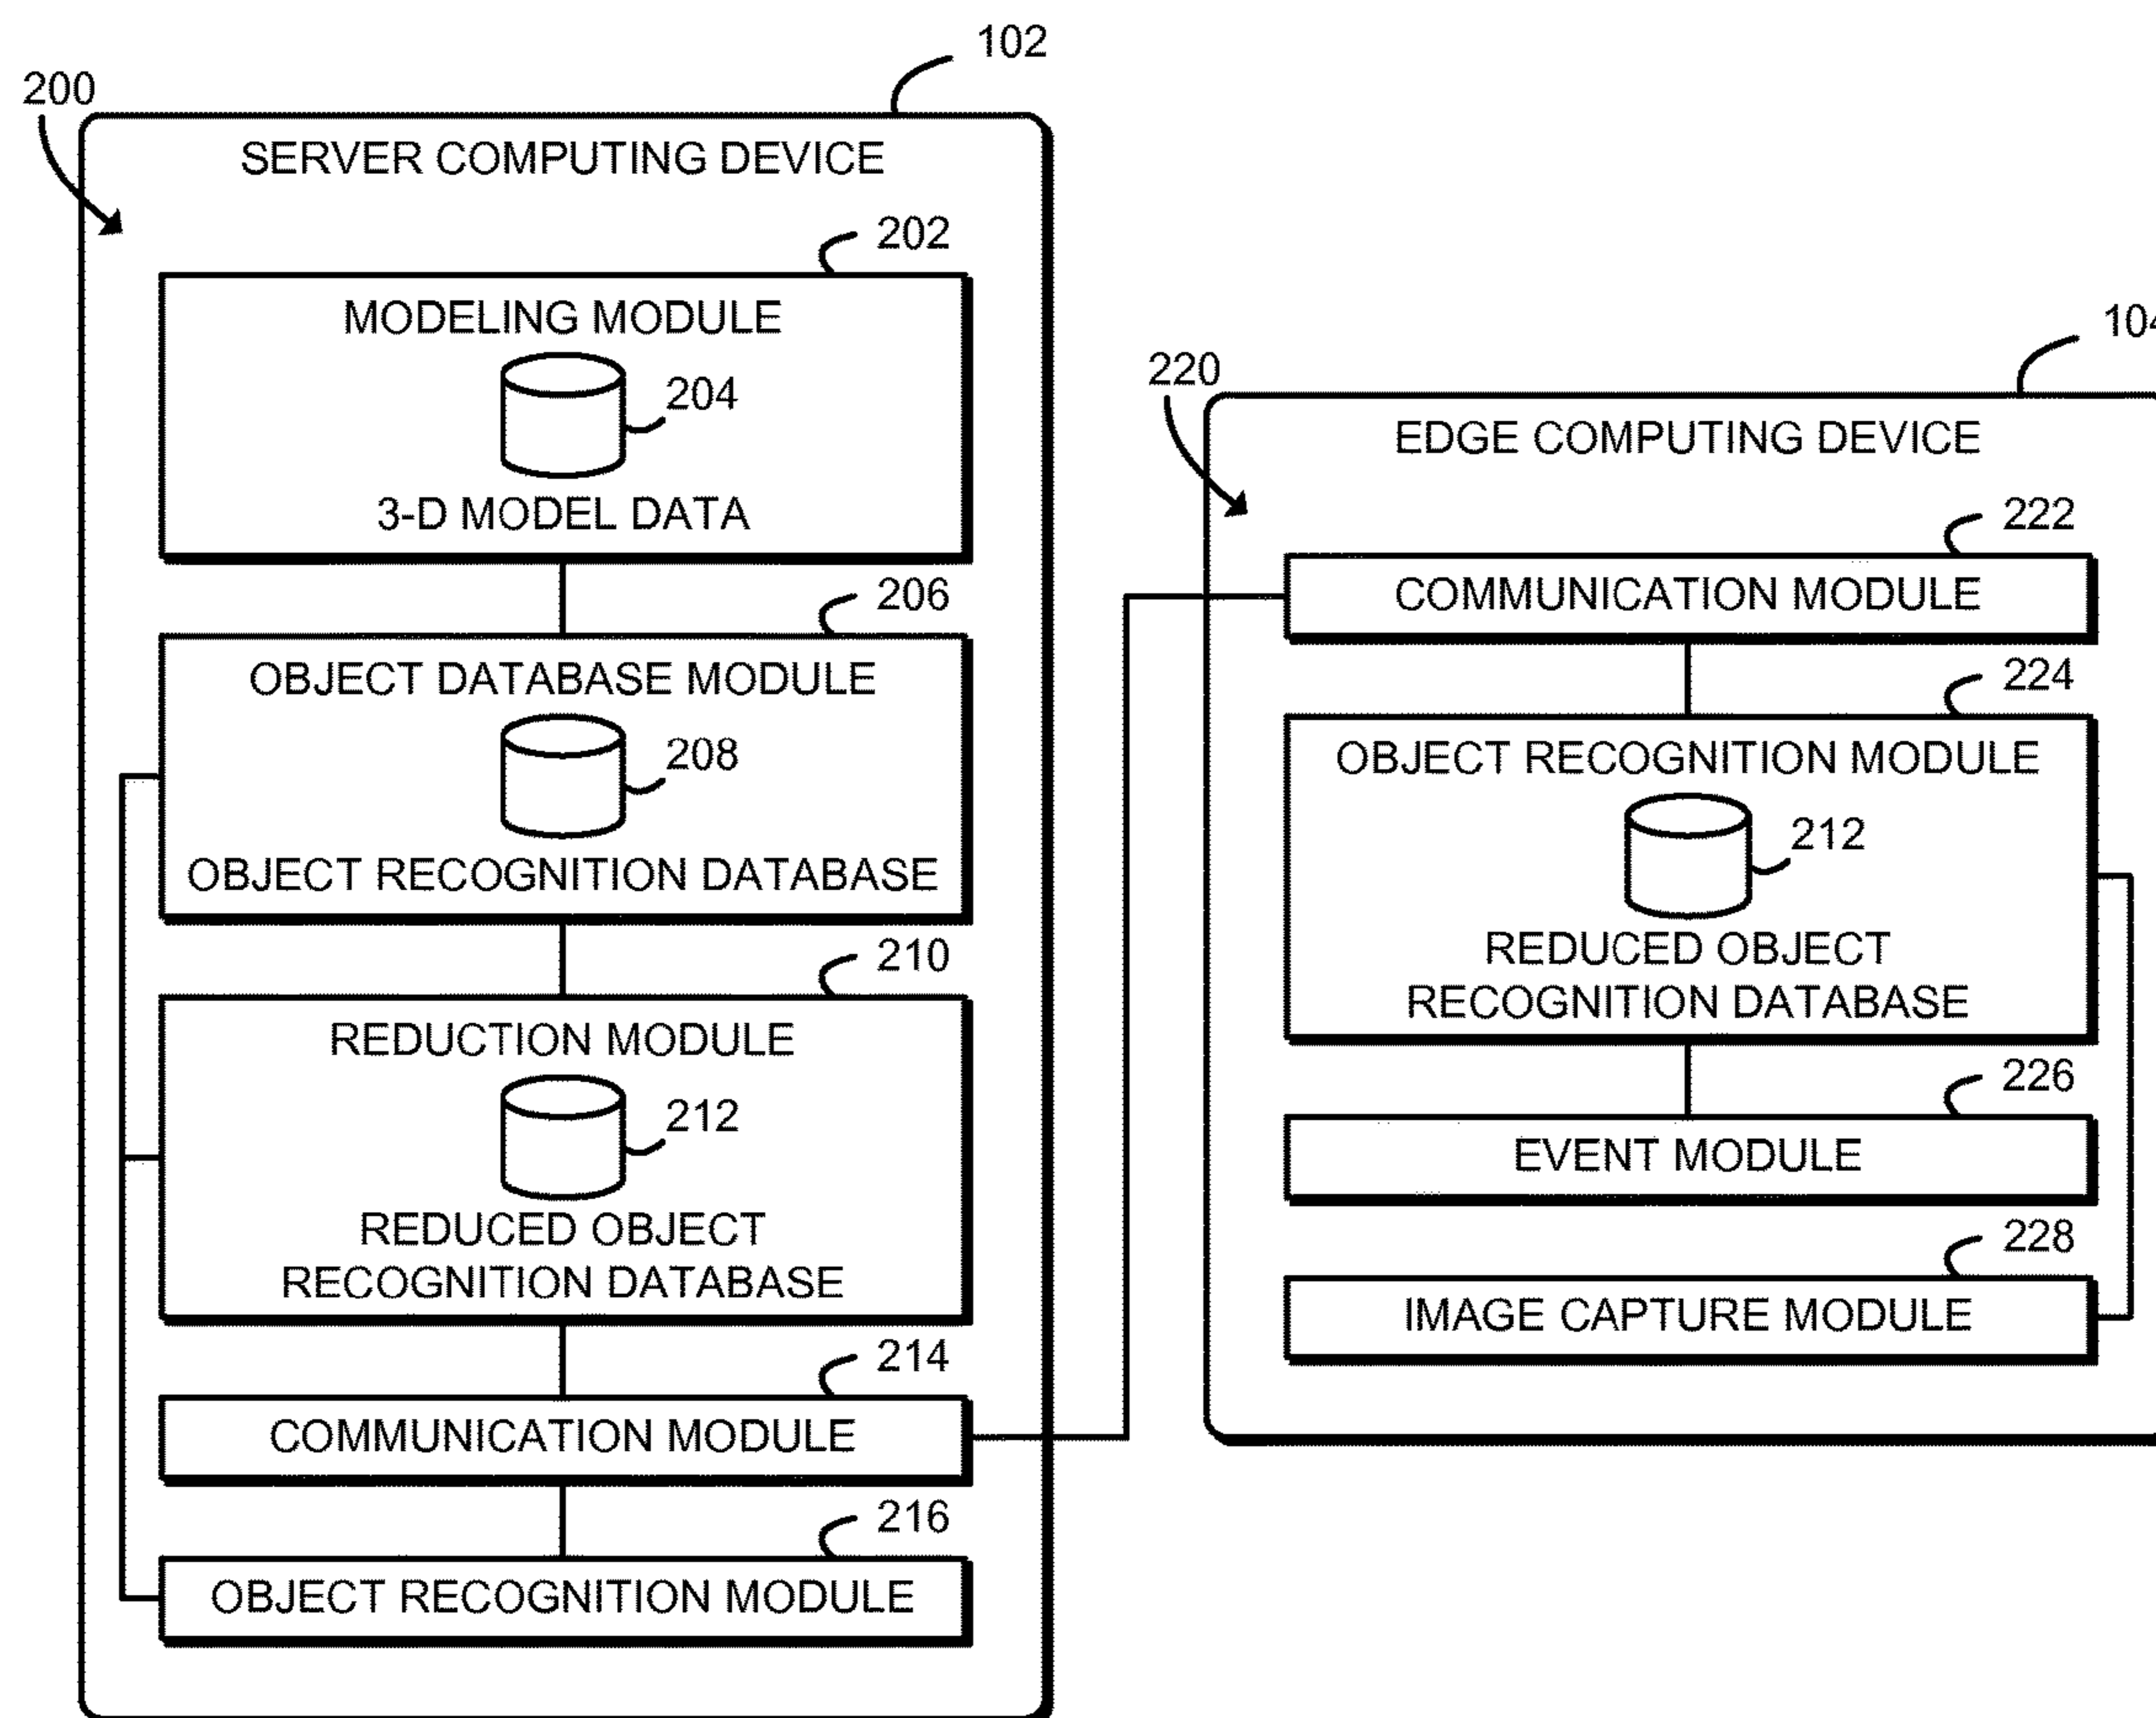 102
200
SERVER COMPUTING DEVICE
202
MODELING MODULE
204
3-D MODEL DATA
206
OBJECT DATABASE MODULE
208
OBJECT RECOGNITION DATABASE
210
REDUCTION MODULE
212
REDUCED OBJECT
RECOGNITION DATABASE
214
COMMUNICATION MODULE
216
OBJECT RECOGNITION MODULE
104
220
EDGE COMPUTING DEVICE
222
COMMUNICATION MODULE
224
OBJECT RECOGNITION MODULE
212
REDUCED OBJECT
RECOGNITION DATABASE
226
EVENT MODULE
228
IMAGE CAPTURE MODULE